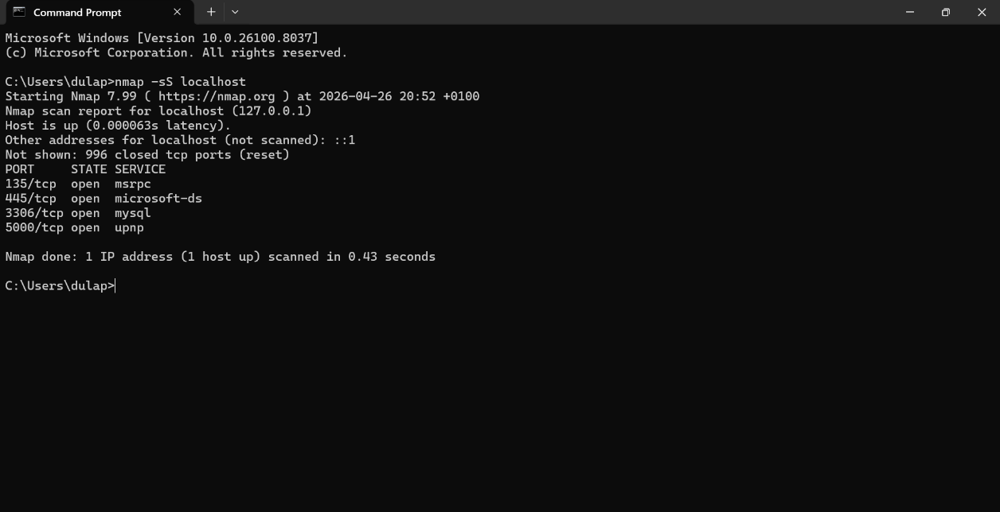 Command Prompt
Microsoft Windows [Version 10.0.26100.8037]
(c) Microsoft Corporation. All rights reserved.
C:\Users\dulap>nmap -sS localhost
Starting Nmap 7.99 ( https://nmap.org ) at 2026-04-26 20:52 +0100
Nmap scan report for localhost (127.0.0.1)
Host is up (0.000063s latency).
Other addresses for localhost (not scanned): ::1
Not shown: 996 closed tcp ports (reset)
PORT     STATE SERVICE
135/tcp  open  msrpc
445/tcp  open  microsoft-ds
3306/tcp open  mysql
5000/tcp open  upnp
Nmap done: 1 IP address (1 host up) scanned in 0.43 seconds
C:\Users\dulap>